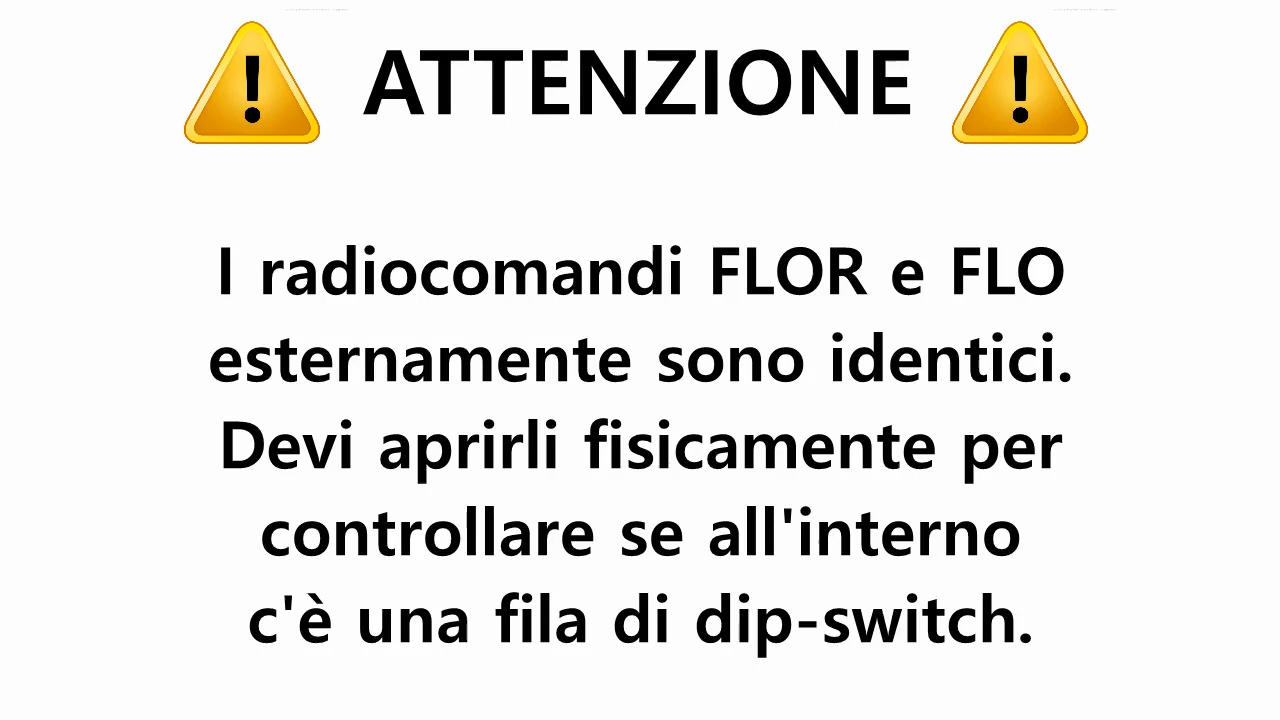 ATTENZIONE
I radiocomandi FLOR e FLO
esternamente sono identici.
Devi aprirli fisicamente per
controllare se all'interno
c'è una fila di dip-switch.